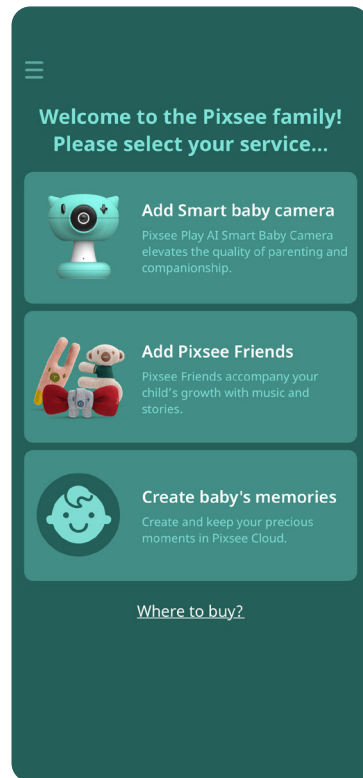 Welcome to the Pixsee family!
Please select your service...
Add Smart baby camera
Pixsee Play AI Smart Baby Camera
elevates the quality of parenting and
companionship.
Add Pixsee Friends
Pixsee Friends accompany your
child's growth with music and
stories.
Create baby's memories
Create and keep your precious
moments in Pixsee Cloud.
Where to buy?